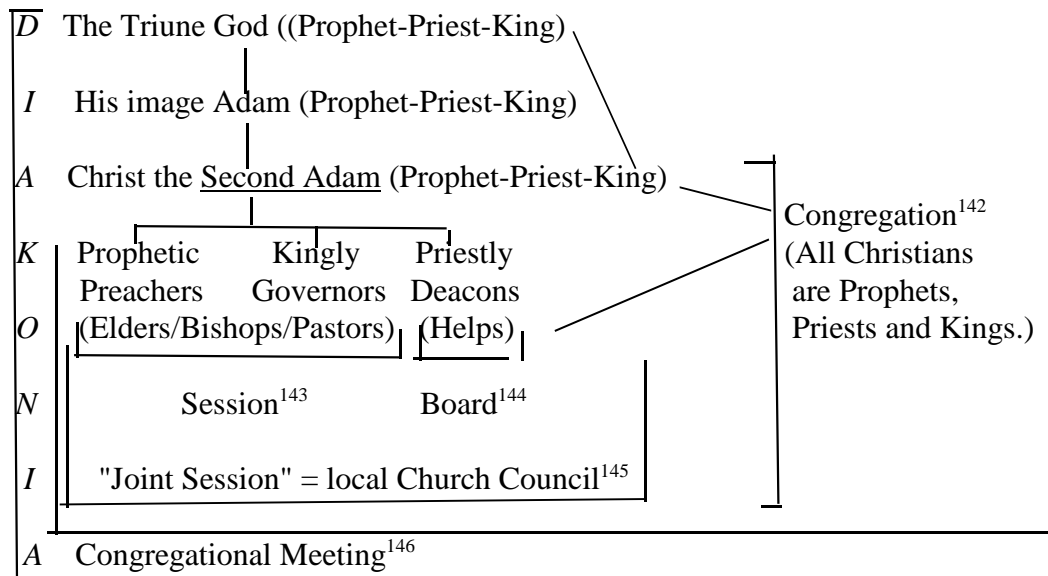 D The Triune God ((Prophet-Priest-King)
I His image Adam (Prophet-Priest-King)
A Christ the Second Adam (Prophet-Priest-King)
Congregation142
K Prophetic Kingly Priestly (All Christians
Preachers Governors Deacons are Prophets,
O (Elders/Bishops/Pastors) (Helps) Priests and Kings.)
N Session143 Board144
I "Joint Session" = local Church Council145
A Congregational Meeting146